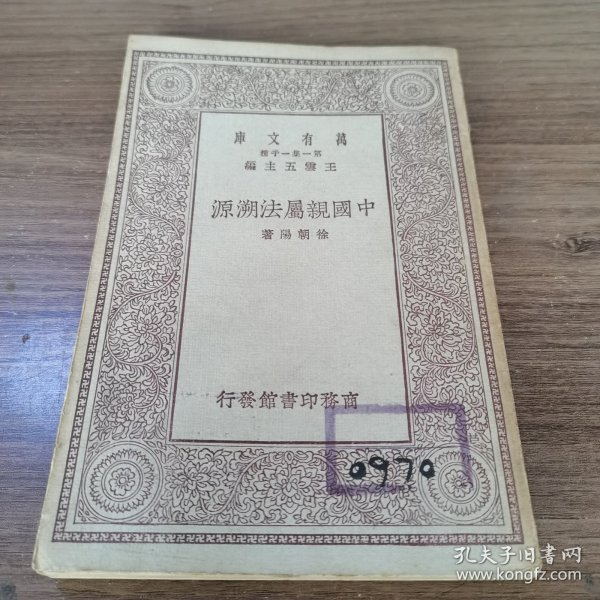 萬有文庫
第一集一千種
王雲五主編
中國親屬法溯源
徐朝陽著
商務印書館發行
0970
孔夫子旧書网
www.kongfz.com